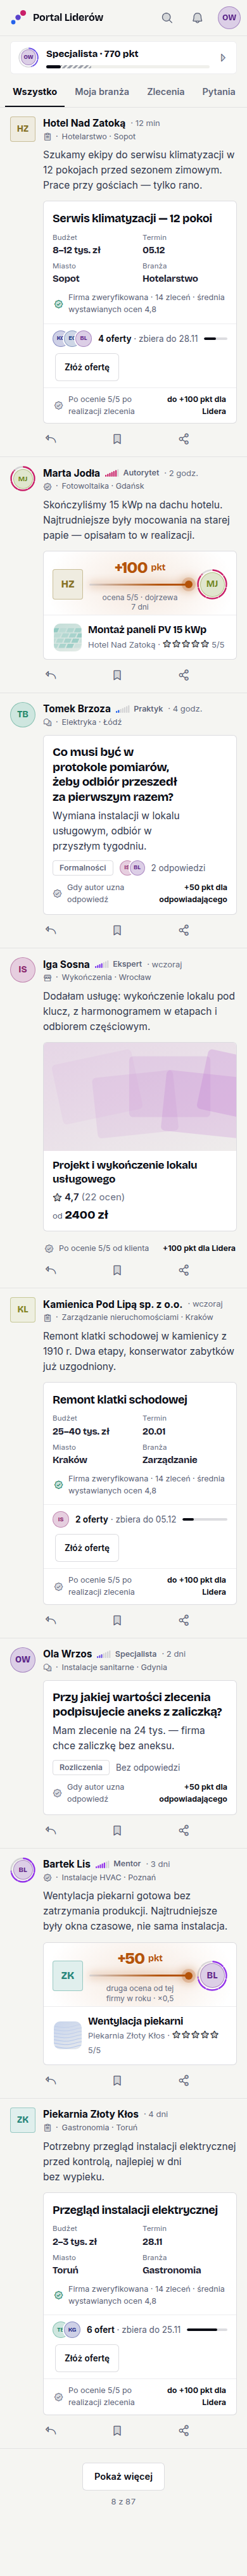 Portal Liderów
OW
OW
Specjalista · 770 pkt
Wszystko
Moja branża
Zlecenia
Pytania
HZ
Hotel Nad Zatoką · 12 min
· Hotelarstwo · Sopot
Szukamy ekipy do serwisu klimatyzacji w
12 pokojach przed sezonem zimowym.
Prace przy gościach — tylko rano.
Serwis klimatyzacji — 12 pokoi
Budżet
Termin
8–12 tys. zł
05.12
Miasto
Branża
Sopot
Hotelarstwo
Firma zweryfikowana · 14 zleceń · średnia
wystawianych ocen 4,8
BL
4 oferty · zbiera do 28.11
Złóż ofertę
Po ocenie 5/5 po
realizacji zlecenia
do +100 pkt dla
Lidera
MJ
Marta Jodła Autorytet · 2 godz.
· Fotowoltaika · Gdańsk
Skończyliśmy 15 kWp na dachu hotelu.
Najtrudniejsze były mocowania na starej
papie — opisałam to w realizacji.
HZ
+100 pkt
ocena 5/5 · dojrzewa
7 dni
MJ
Montaż paneli PV 15 kWp
Hotel Nad Zatoką · 5/5
TB
Tomek Brzoza Praktyk · 4 godz.
· Elektryka · Łódź
Co musi być w
protokole pomiarów,
żeby odbiór przeszedł
za pierwszym razem?
Wymiana instalacji w lokalu
usługowym, odbiór w
przyszłym tygodniu.
Formalności
BL
2 odpowiedzi
Gdy autor uzna
odpowiedź
+50 pkt dla
odpowiadającego
IS
Iga Sosna Ekspert · wczoraj
· Wykończenia · Wrocław
Dodałam usługę: wykończenie lokalu pod
klucz, z harmonogramem w etapach i
odbiorem częściowym.
Projekt i wykończenie lokalu
usługowego
4,7 (22 ocen)
od 2400 zł
Po ocenie 5/5 od klienta
+100 pkt dla Lidera
KL
Kamienica Pod Lipą sp. z o.o. · wczoraj
· Zarządzanie nieruchomościami · Kraków
Remont klatki schodowej w kamienicy z
1910 r. Dwa etapy, konserwator zabytków
już uzgodniony.
Remont klatki schodowej
Budżet
Termin
25–40 tys. zł
20.01
Miasto
Branża
Kraków
Zarządzanie
Firma zweryfikowana · 14 zleceń · średnia
wystawianych ocen 4,8
IS
2 oferty · zbiera do 05.12
Złóż ofertę
Po ocenie 5/5 po
realizacji zlecenia
do +100 pkt dla
Lidera
OW
Ola Wrzos Specjalista · 2 dni
· Instalacje sanitarne · Gdynia
Przy jakiej wartości zlecenia
podpisujecie aneks z zaliczką?
Mam zlecenie na 24 tys. — firma
chce zaliczkę bez aneksu.
Rozliczenia
Bez odpowiedzi
Gdy autor uzna
odpowiedź
+50 pkt dla
odpowiadającego
BL
Bartek Lis Mentor · 3 dni
· Instalacje HVAC · Poznań
Wentylacja piekarni gotowa bez
zatrzymania produkcji. Najtrudniejsze
były okna czasowe, nie sama instalacja.
ZK
+50 pkt
druga ocena od tej
firmy w roku · ×0,5
BL
Wentylacja piekarni
Piekarnia Złoty Kłos ·
5/5
ZK
Piekarnia Złoty Kłos · 4 dni
· Gastronomia · Toruń
Potrzebny przegląd instalacji elektrycznej
przed kontrolą, najlepiej w dni
bez wypieku.
Przegląd instalacji elektrycznej
Budżet
Termin
2–3 tys. zł
28.11
Miasto
Branża
Toruń
Gastronomia
Firma zweryfikowana · 14 zleceń · średnia
wystawianych ocen 4,8
KG
6 ofert · zbiera do 25.11
Złóż ofertę
Po ocenie 5/5 po
realizacji zlecenia
do +100 pkt dla
Lidera
Pokaż więcej
8 z 87